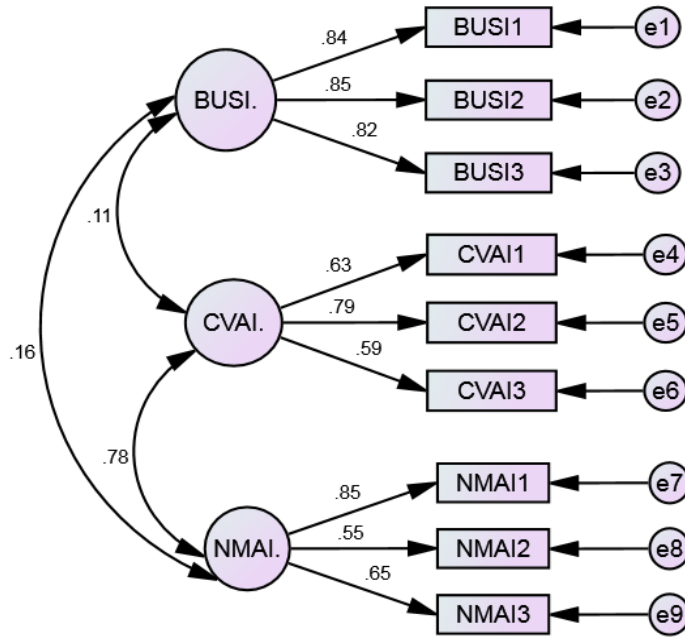 .84
BUSI1
e1
BUSI.
.85
BUSI2
e2
.82
BUSI3
e3
.11
.63
CVAI1
e4
CVAI.
.79
CVAI2
e5
.59
CVAI3
e6
.16
.78
.85
NMAI1
e7
NMAI.
.55
NMAI2
e8
.65
NMAI3
e9